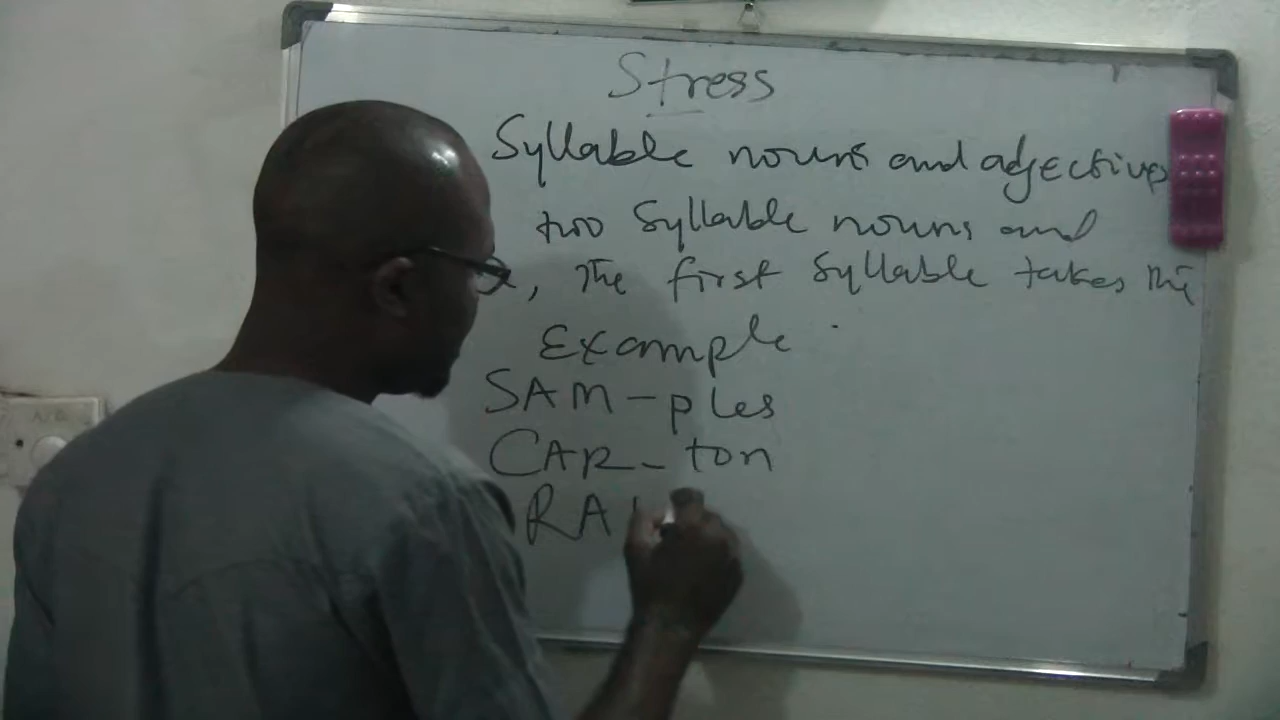 Stress
Syllable nouns and adjectives
two syllable nouns and
, The first syllable takes the
Example
SAM-ples
CAR-ton
RA